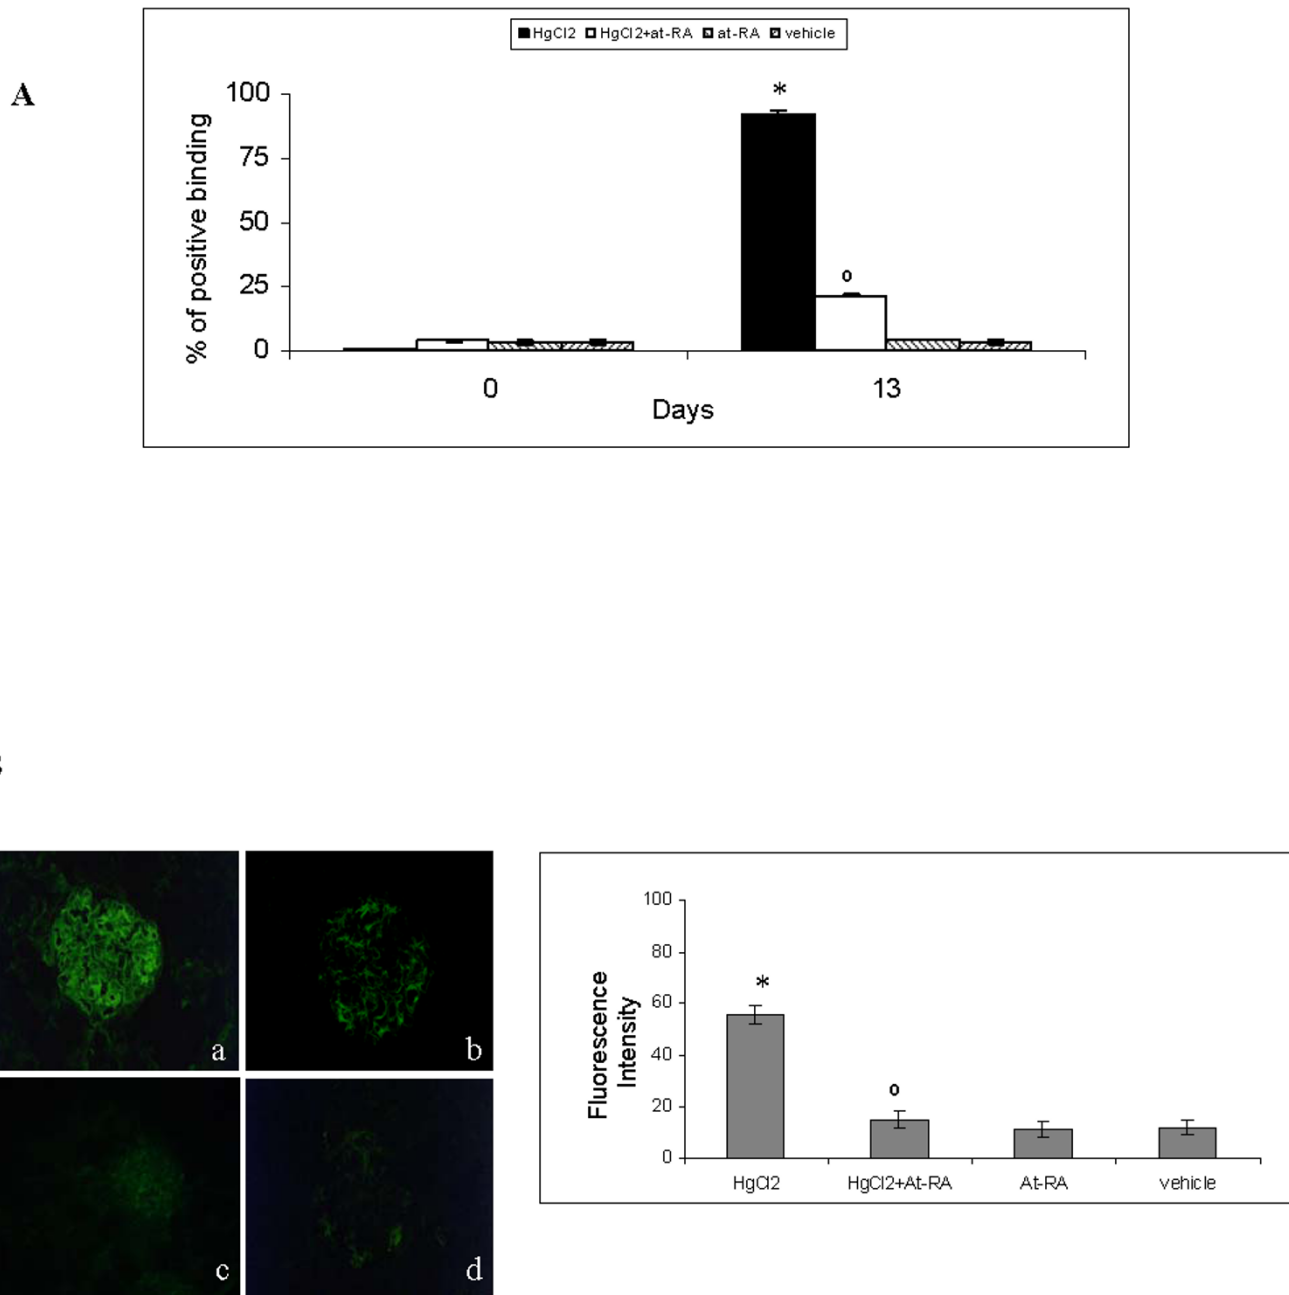 HgCl2 HgCl2+at-RA at-RA vehicle
A
*
100
75
50
25
0
% of positive binding
o
0 13
Days
a b
c d
100
80
60
40
20
0
Fluorescence
Intensity
*
o
HgCl2 HgCl2+At-RA At-RA vehicle